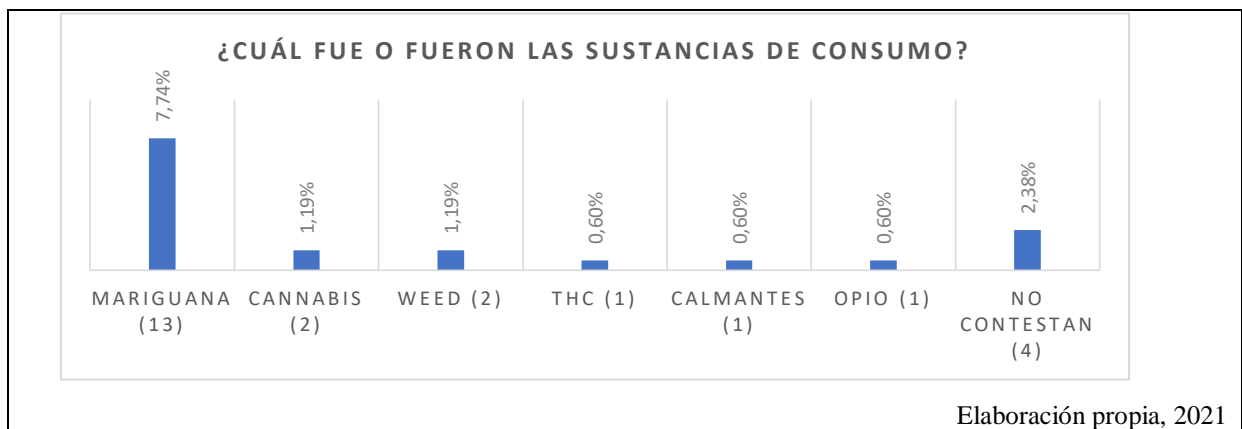 ¿CUÁL FUE O FUERON LAS SUSTANCIAS DE CONSUMO?
7,74%
1,19%
1,19%
0,60%
0,60%
0,60%
2,38%
MARIGUANA
(13)
CANNABIS
(2)
WEED (2)
THC (1)
CALMANTES
(1)
OPIO (1)
NO
CONTESTAN
(4)
Elaboración propia, 2021